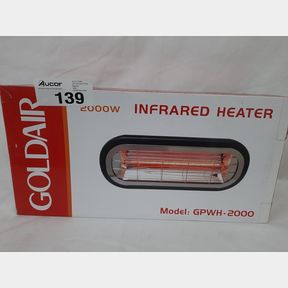 Aucor
139
GOLDAIR
2000W INFRARED HEATER
Model: GPWH-2000